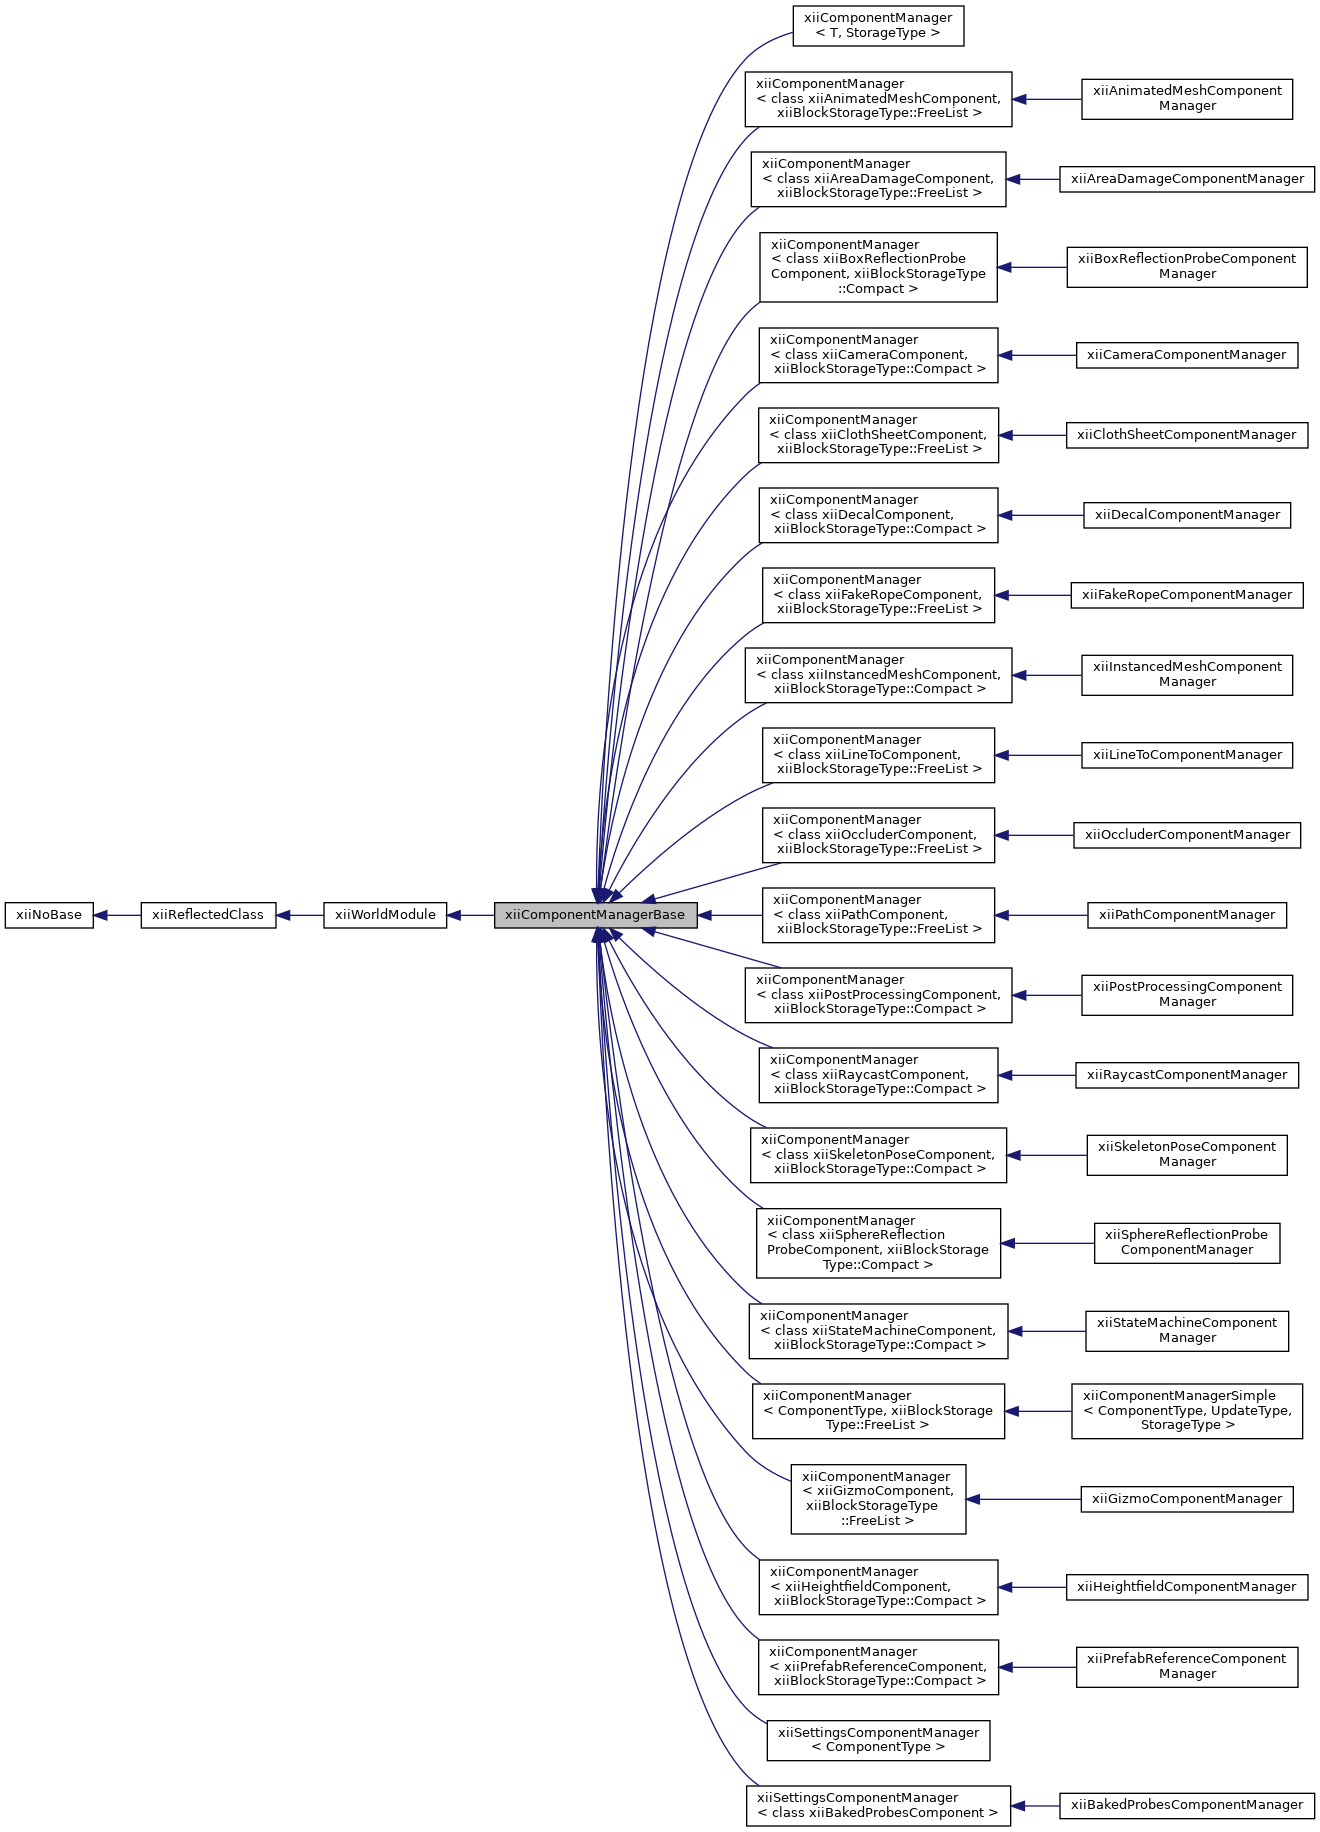 xiiNoBase
xiiReflectedClass
xiiWorldModule
xiiComponentManagerBase
xiiComponentManager
< T, StorageType >
xiiComponentManager
< class xiiAnimatedMeshComponent,
xiiBlockStorageType::FreeList >
xiiAnimatedMeshComponent
Manager
xiiComponentManager
< class xiiAreaDamageComponent,
xiiBlockStorageType::FreeList >
xiiAreaDamageComponentManager
xiiComponentManager
< class xiiBoxReflectionProbe
Component, xiiBlockStorageType
::Compact >
xiiBoxReflectionProbeComponent
Manager
xiiComponentManager
< class xiiCameraComponent,
xiiBlockStorageType::Compact >
xiiCameraComponentManager
xiiComponentManager
< class xiiClothSheetComponent,
xiiBlockStorageType::FreeList >
xiiClothSheetComponentManager
xiiComponentManager
< class xiiDecalComponent,
xiiBlockStorageType::Compact >
xiiDecalComponentManager
xiiComponentManager
< class xiiFakeRopeComponent,
xiiBlockStorageType::FreeList >
xiiFakeRopeComponentManager
xiiComponentManager
< class xiiInstancedMeshComponent,
xiiBlockStorageType::Compact >
xiiInstancedMeshComponent
Manager
xiiComponentManager
< class xiiLineToComponent,
xiiBlockStorageType::FreeList >
xiiLineToComponentManager
xiiComponentManager
< class xiiOccluderComponent,
xiiBlockStorageType::FreeList >
xiiOccluderComponentManager
xiiComponentManager
< class xiiPathComponent,
xiiBlockStorageType::FreeList >
xiiPathComponentManager
xiiComponentManager
< class xiiPostProcessingComponent,
xiiBlockStorageType::Compact >
xiiPostProcessingComponent
Manager
xiiComponentManager
< class xiiRaycastComponent,
xiiBlockStorageType::Compact >
xiiRaycastComponentManager
xiiComponentManager
< class xiiSkeletonPoseComponent,
xiiBlockStorageType::Compact >
xiiSkeletonPoseComponent
Manager
xiiComponentManager
< class xiiSphereReflection
ProbeComponent, xiiBlockStorage
Type::Compact >
xiiSphereReflectionProbe
ComponentManager
xiiComponentManager
< class xiiStateMachineComponent,
xiiBlockStorageType::Compact >
xiiStateMachineComponent
Manager
xiiComponentManager
< ComponentType, xiiBlockStorage
Type::FreeList >
xiiComponentManagerSimple
< ComponentType, UpdateType,
StorageType >
xiiComponentManager
< xiiGizmoComponent,
xiiBlockStorageType
::FreeList >
xiiGizmoComponentManager
xiiComponentManager
< xiiHeightfieldComponent,
xiiBlockStorageType::Compact >
xiiHeightfieldComponentManager
xiiComponentManager
< xiiPrefabReferenceComponent,
xiiBlockStorageType::Compact >
xiiPrefabReferenceComponent
Manager
xiiSettingsComponentManager
< ComponentType >
xiiSettingsComponentManager
< class xiiBakedProbesComponent >
xiiBakedProbesComponentManager